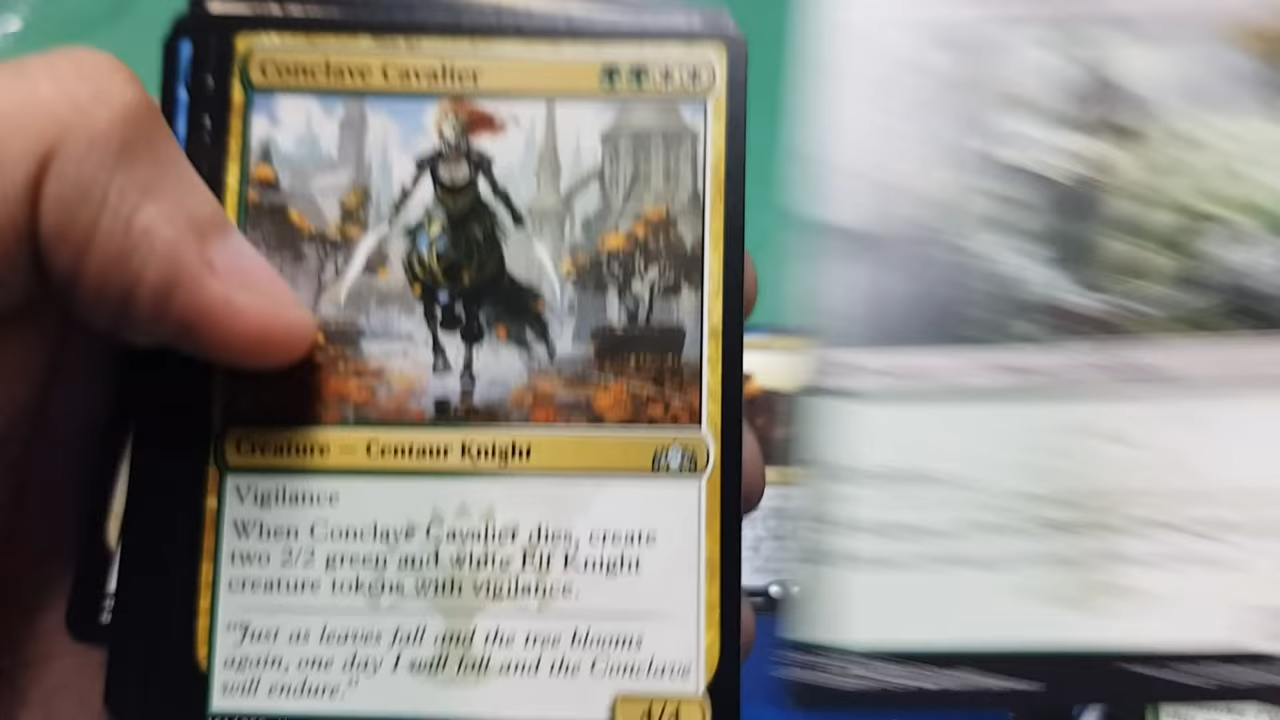 Conclave Cavalier
Creature — Centaur Knight
Vigilance
When Conclave Cavalier dies, create
two 2/2 green and white Elf Knight
creature tokens with vigilance.
"Just as leaves fall and the tree blooms
again, one day I will fall and the Conclave
will endure."
4/4